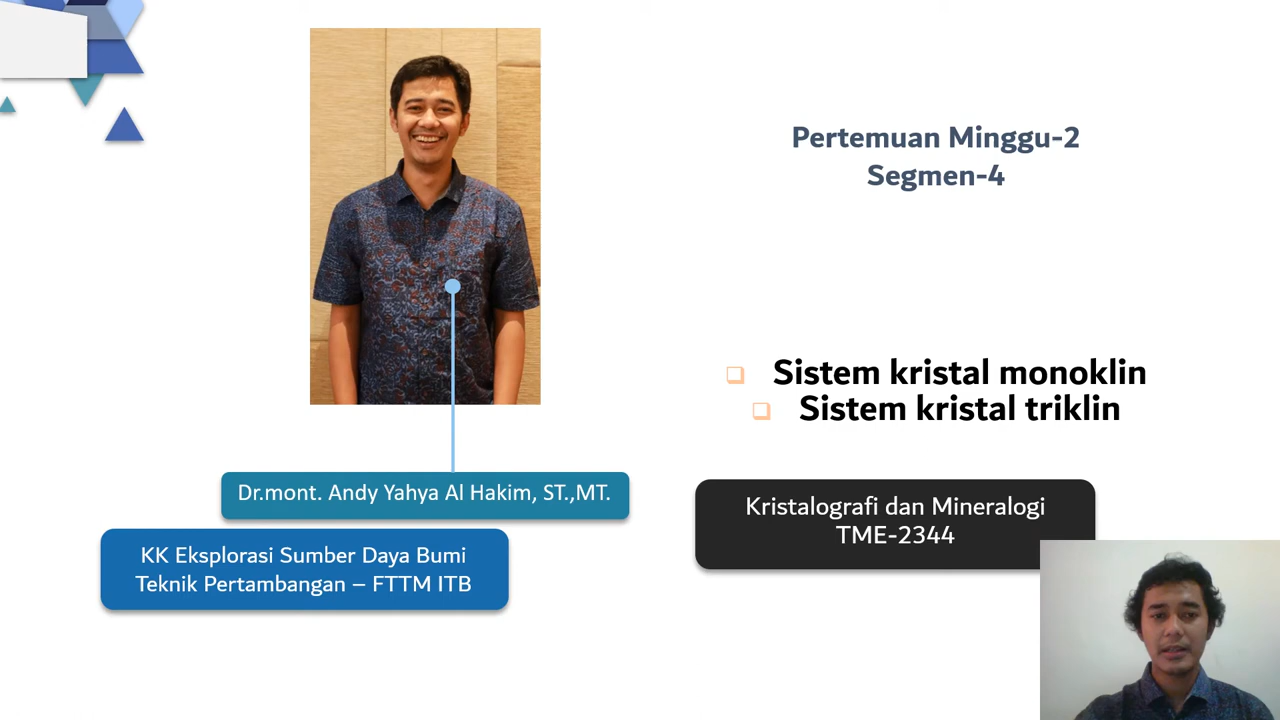 Pertemuan Minggu-2
Segmen-4
Sistem kristal monoklin
Sistem kristal triklin
Dr.mont. Andy Yahya Al Hakim, ST.,MT.
KK Eksplorasi Sumber Daya Bumi
Teknik Pertambangan – FTTM ITB
Kristalografi dan Mineralogi
TME-2344